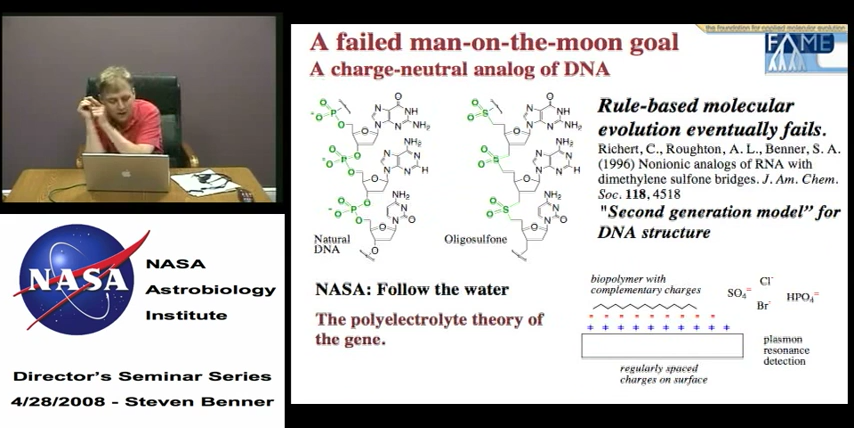 the foundation for applied molecular evolution
FAME
A failed man-on-the-moon goal
A charge-neutral analog of DNA
Natural
DNA
Oligosulfone
Rule-based molecular
evolution eventually fails.
Richert, C., Roughton, A. L., Benner, S. A.
(1996) Nonionic analogs of RNA with
dimethylene sulfone bridges. J. Am. Chem.
Soc. 118, 4518
"Second generation model” for
DNA structure
NASA: Follow the water
The polyelectrolyte theory of
the gene.
biopolymer with
complementary charges
SO4=
Cl-
Br-
HPO4=
plasmon
resonance
detection
regularly spaced
charges on surface
NASA
NASA
Astrobiology
Institute
Director's Seminar Series
4/28/2008 - Steven Benner